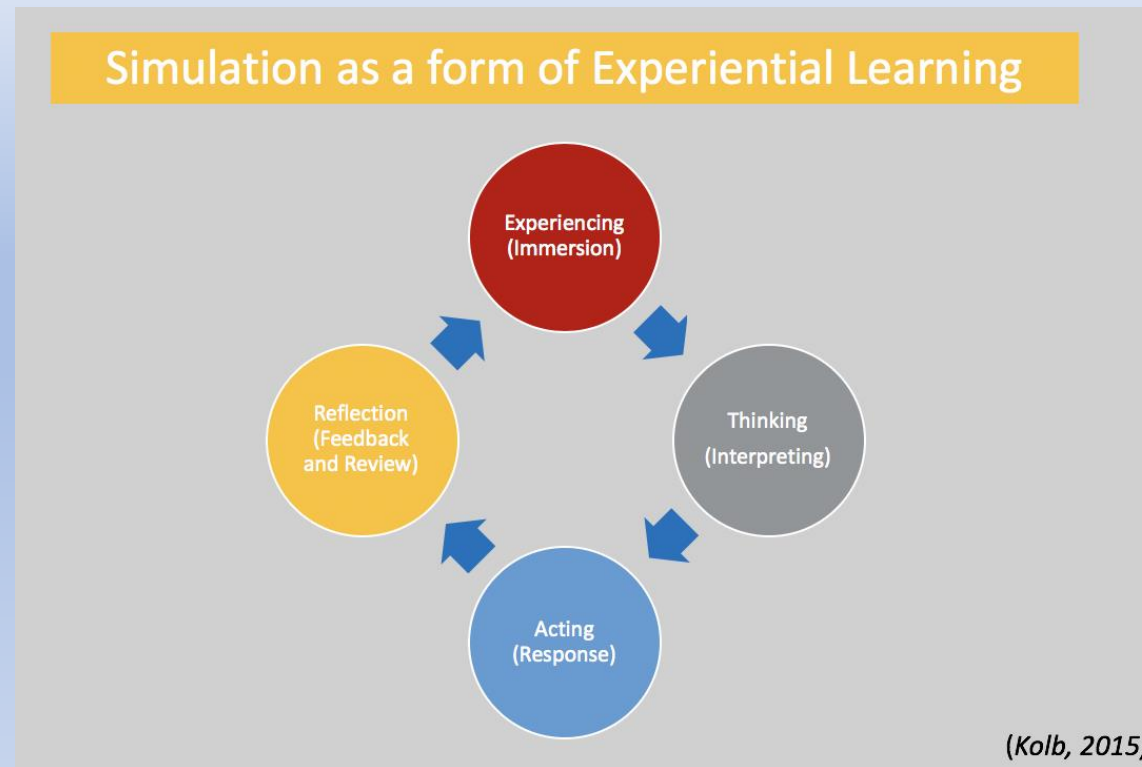 Simulation as a form of Experiential Learning
Experiencing
(Immersion)
Thinking
(Interpreting)
Acting
(Response)
Reflection
(Feedback
and Review)
(Kolb, 2015)